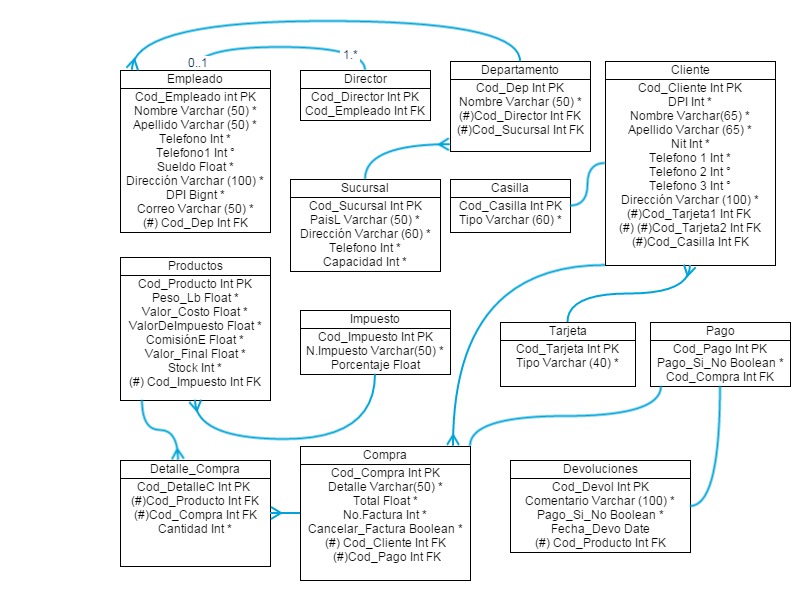 0..1
1.*
Empleado
Cod_Empleado int PK
Nombre Varchar (50) *
Apellido Varchar (50) *
Telefono Int *
Telefono1 Int °
Sueldo Float *
Dirección Varchar (100) *
DPI Bignt *
Correo Varchar (50) *
(#) Cod_Dep Int FK
Director
Cod_Director Int PK
Cod_Empleado Int FK
Departamento
Cod_Dep Int PK
Nombre Varchar (50) *
(#)Cod_Director Int FK
(#)Cod_Sucursal Int FK
Cliente
Cod_Cliente Int PK
DPI Int *
Nombre Varchar(65) *
Apellido Varchar (65) *
Nit Int *
Telefono 1 Int *
Telefono 2 Int °
Telefono 3 Int °
Dirección Varchar (100) *
(#)Cod_Tarjeta1 Int FK
(#) (#)Cod_Tarjeta2 Int FK
(#)Cod_Casilla Int FK
Sucursal
Cod_Sucursal Int PK
PaisL Varchar (50) *
Dirección Varchar (60) *
Telefono Int *
Capacidad Int *
Casilla
Cod_Casilla Int PK
Tipo Varchar (60) *
Productos
Cod_Producto Int PK
Peso_Lb Float *
Valor_Costo Float *
ValorDeImpuesto Float *
ComisiónE Float *
Valor_Final Float *
Stock Int *
(#) Cod_Impuesto Int FK
Impuesto
Cod_Impuesto Int PK
N.Impuesto Varchar(50) *
Porcentaje Float
Tarjeta
Cod_Tarjeta Int PK
Tipo Varchar (40) *
Pago
Cod_Pago Int PK
Pago_Si_No Boolean *
Cod_Compra Int FK
Detalle_Compra
Cod_DetalleC Int PK
(#)Cod_Producto Int FK
(#)Cod_Compra Int FK
Cantidad Int *
Compra
Cod_Compra Int PK
Detalle Varchar(50) *
Total Float *
No.Factura Int *
Cancelar_Factura Boolean *
(#) Cod_Cliente Int FK
(#)Cod_Pago Int FK
Devoluciones
Cod_Devol Int PK
Comentario Varchar (100) *
Pago_Si_No Boolean *
Fecha_Devo Date
(#) Cod_Producto Int FK